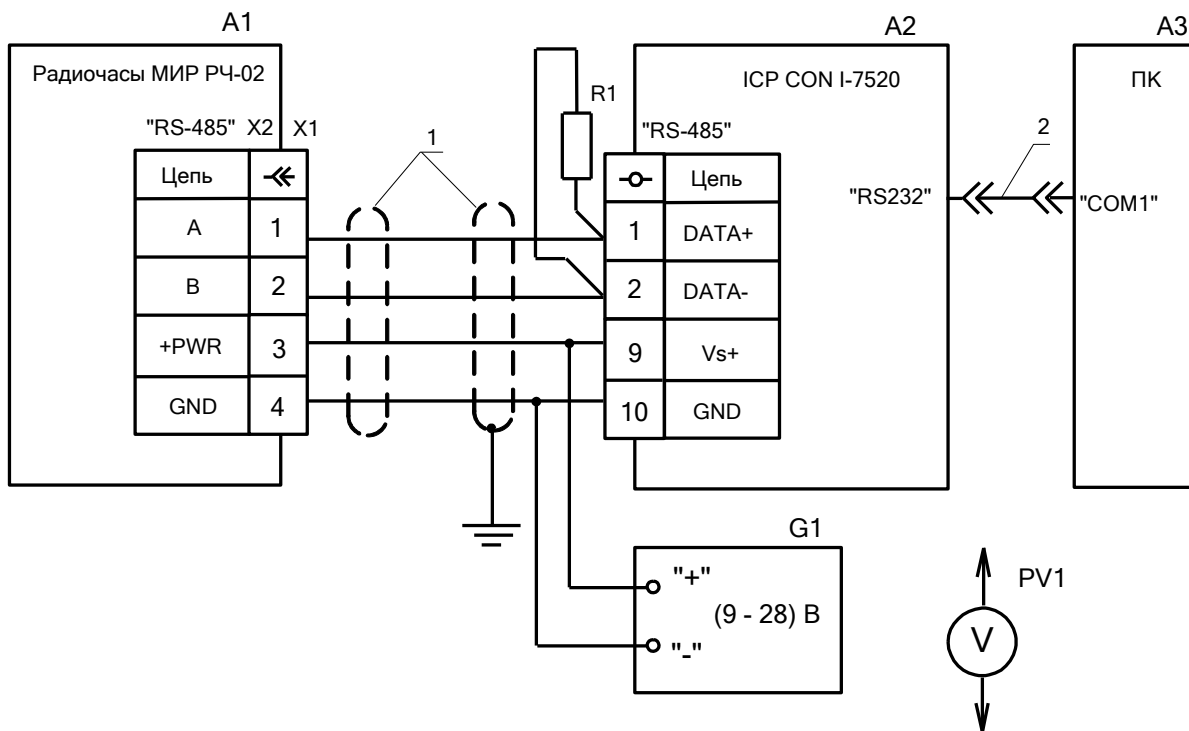 A1
A2
A3
Радиочасы МИР РЧ-02
ICP CON I-7520
ПК
R1
"RS-485" X2 X1
1
"RS-485"
2
Цепь
Цепь
"RS232"
"COM1"
A 1
1 DATA+
B 2
2 DATA-
+PWR 3
9 Vs+
GND 4
10 GND
G1
"+"
(9 - 28) В
"-"
PV1
V